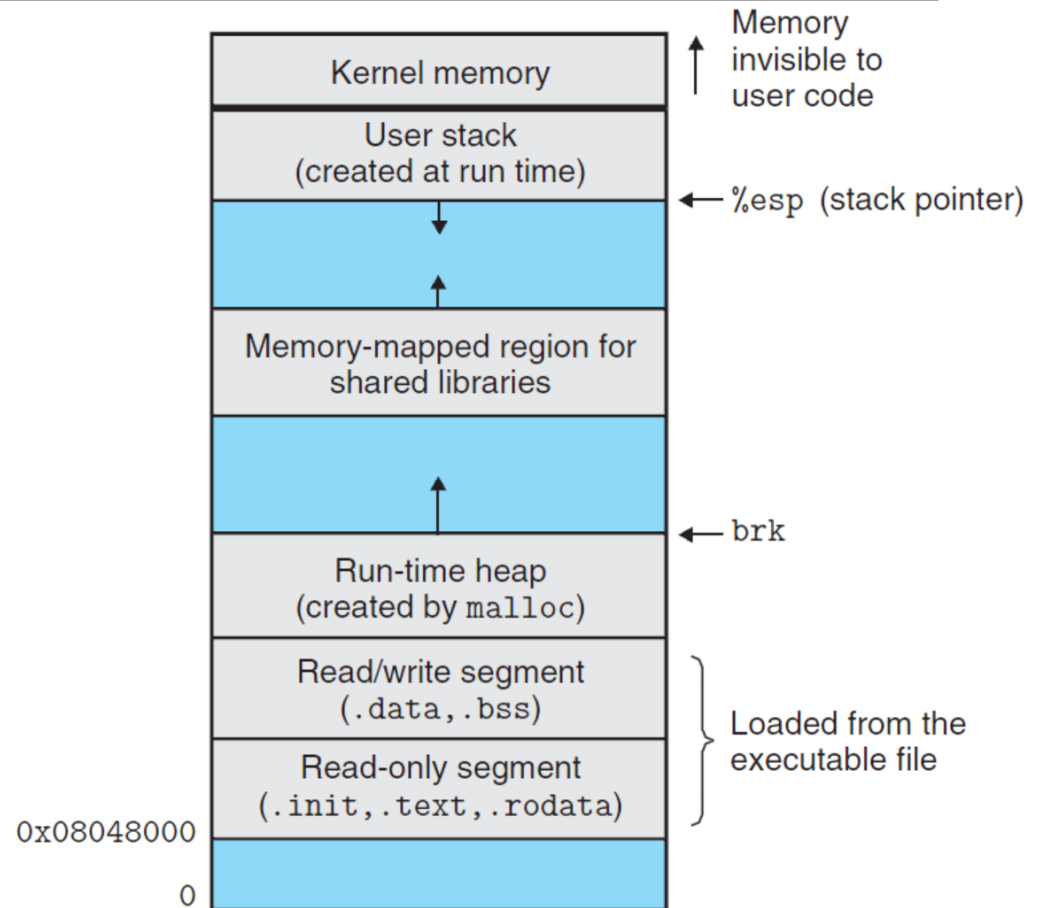 Memory
invisible to
user code
Kernel memory
User stack
(created at run time)
%esp (stack pointer)
Memory-mapped region for
shared libraries
brk
Run-time heap
(created by malloc)
Read/write segment
(.data,.bss)
Loaded from the
executable file
Read-only segment
(.init,.text,.rodata)
0x08048000
0